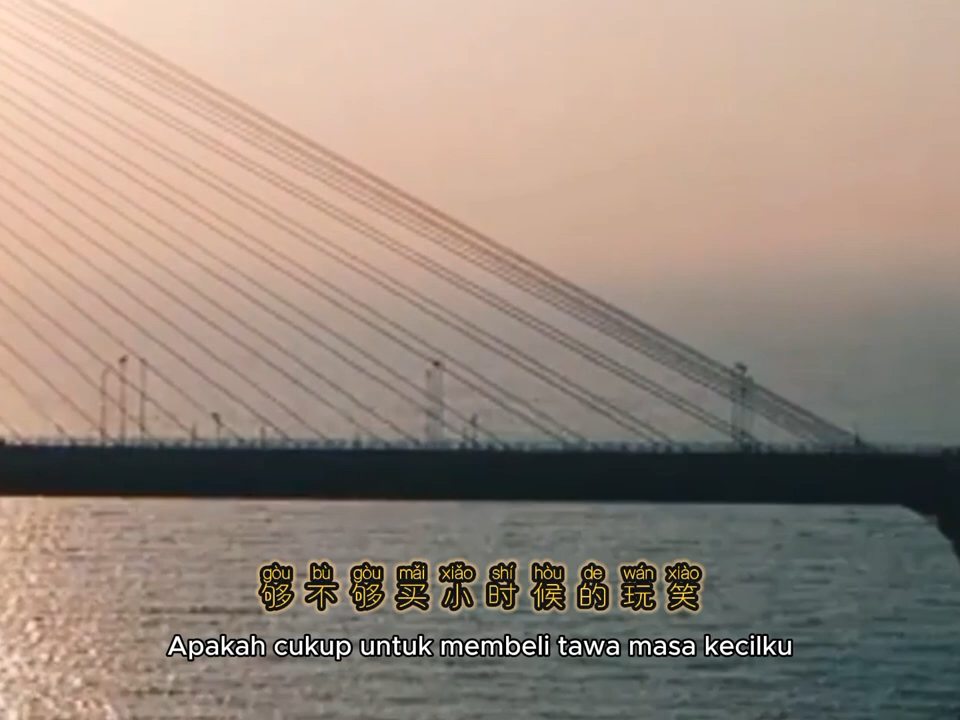 gòu bù gòu mǎi xiǎo shí hòu de wán xiào
够不够买小时候的玩笑
Apakah cukup untuk membeli tawa masa kecilku